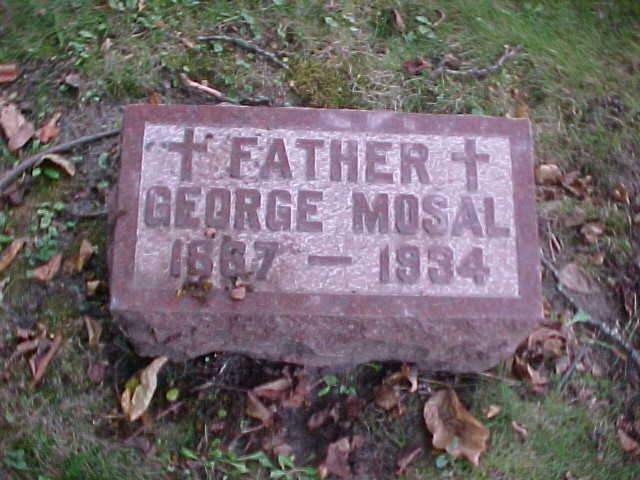 ✝ FATHER ✝
GEORGE MOSAL
1867 — 1934